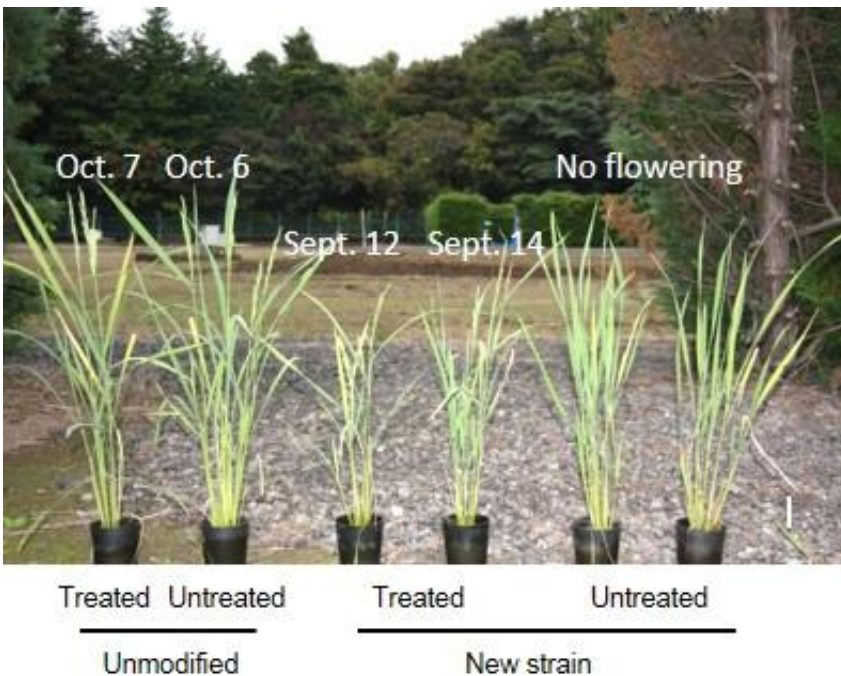 Oct. 7 Oct. 6 No flowering
Sept. 12 Sept. 14
Treated Untreated Treated Untreated
Unmodified New strain